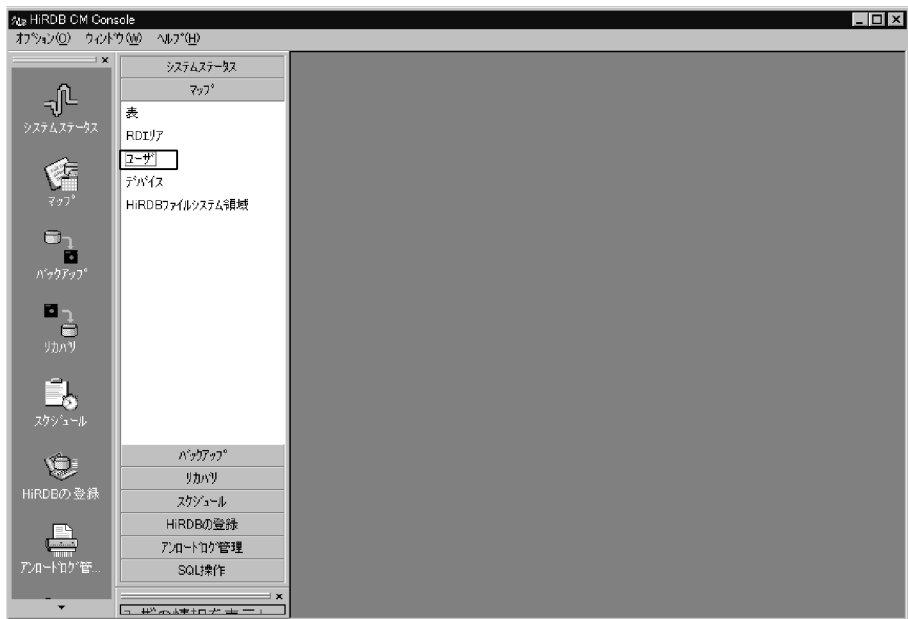 HiRDB CM Console
ｵﾌﾟｼｮﾝ(O) ｳｨﾝﾄﾞｳ(W) ﾍﾙﾌﾟ(H)
ｼｽﾃﾑｽﾃｰﾀｽ
ﾏｯﾌﾟ
ﾊﾞｯｸｱｯﾌﾟ
ﾘｶﾊﾞﾘ
ｽｹｼﾞｭｰﾙ
HiRDBの登録
ｱﾝﾛｰﾄﾞﾛｸﾞ管...
ｼｽﾃﾑｽﾃｰﾀｽ
ﾏｯﾌﾟ
表
RDｴﾘｱ
ﾕｰｻﾞ
ﾃﾞﾊﾞｲｽ
HiRDBﾌｧｲﾙｼｽﾃﾑ領域
ﾊﾞｯｸｱｯﾌﾟ
ﾘｶﾊﾞﾘ
ｽｹｼﾞｭｰﾙ
HiRDBの登録
ｱﾝﾛｰﾄﾞﾛｸﾞ管理
SQL操作